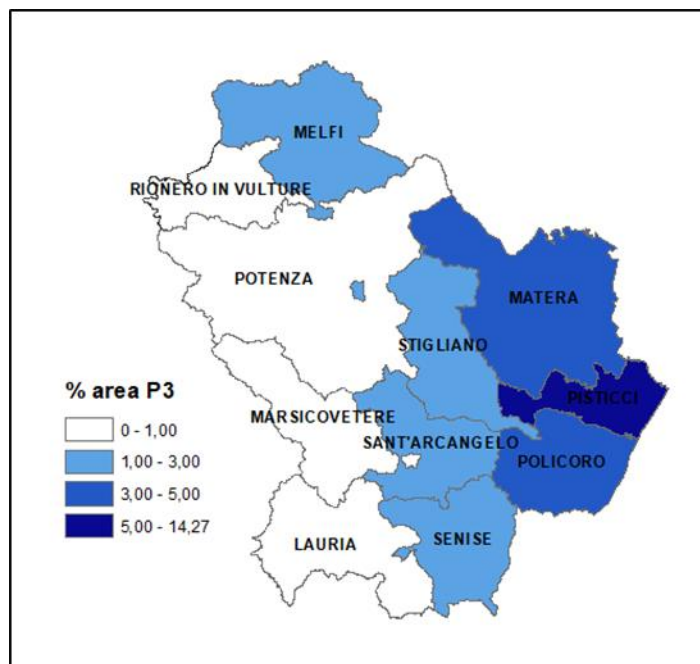 MELFI
RIONERO IN VULTURE
POTENZA
MATERA
STIGLIANO
% area P3
0 - 1,00
1,00 - 3,00
3,00 - 5,00
5,00 - 14,27
MARSICOVETERE
PISTICCI
SANT'ARCANGELO
POLICORO
LAURIA
SENISE